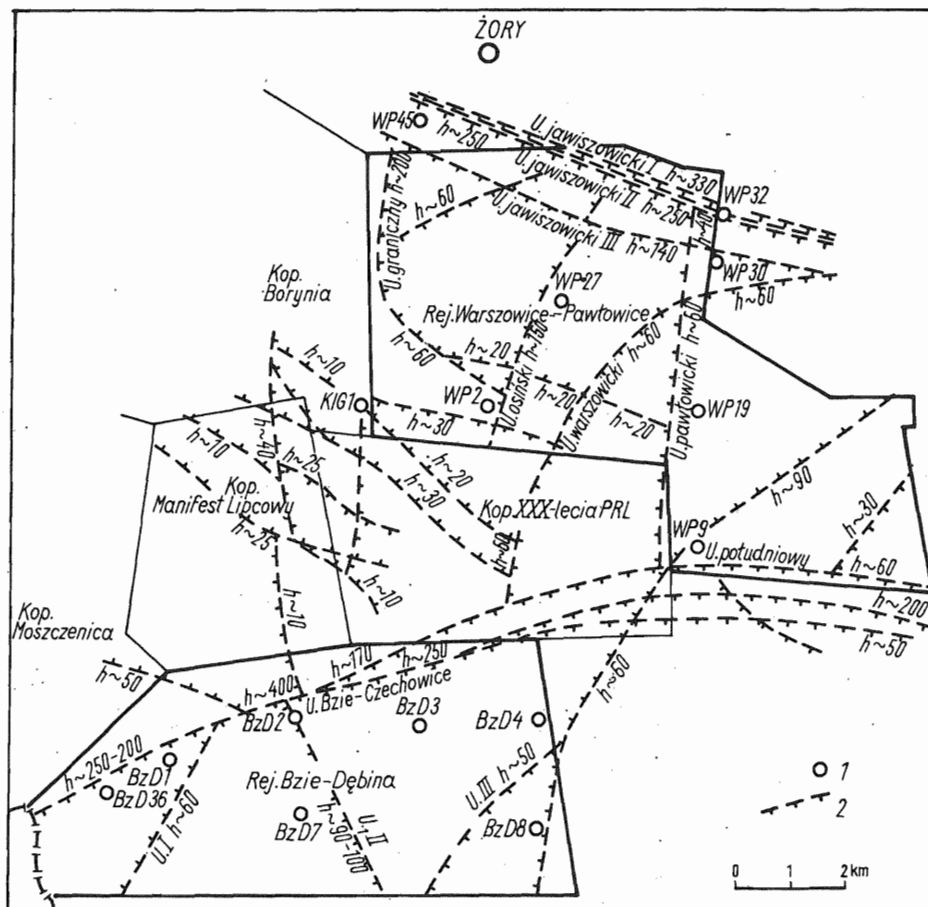 ŻORY
WP45
h~250
U. jawiszowicki I h~330
U. jawiszowicki II h~250
U. jawiszowicki III h~140
WP32
h~40
U. graniczny h~200
h~60
WP30
h~60
Kop.
Borynia
WP27
Rej. Warszowice-Pawłowice
U. osiński h~150
h~60
U. warszowicki
U. pawłowicki h~60
h~10
h~60
h~20
h~20
h~20
KIG1
WP2
WP19
h~30
h~40
h~70
h~25
h~20
h~90
Kop.
Manifest Lipcowy
h~30
Kop. XXX-lecia PRL
h~30
h~25
h~60
WP9
U. południowy
h~60
h~10
h~10
h~200
Kop.
Moszczenica
h~50
h~170
h~250
h~50
h~400
U. Bzie-Czechowice
h~60
BzD2
BzD3
BzD4
h~250-200
BzD1
BzD36
Rej. Bzie-Dębina
U. III h~50
1
U. I h~60
BzD7
U. II
h~90-100
BzD8
2
0 1 2 km